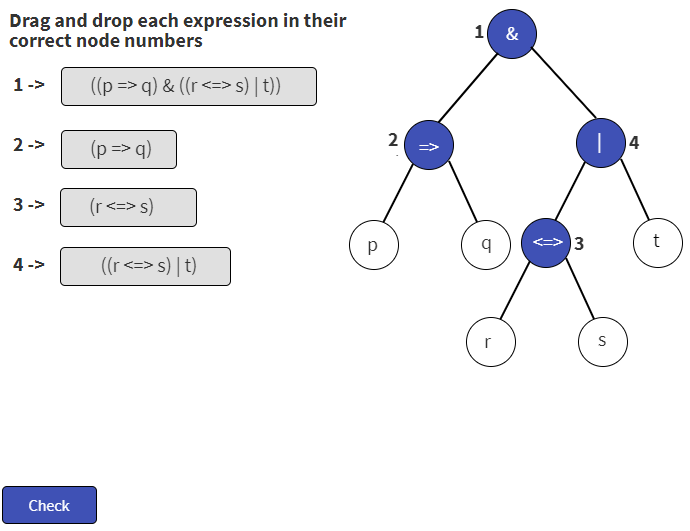 Drag and drop each expression in their
correct node numbers
1 -> ((p => q) & ((r <=> s) | t))
2 -> (p => q)
3 -> (r <=> s)
4 -> ((r <=> s) | t)
1 &
2 => | 4
p q <=> 3 t
r s
Check